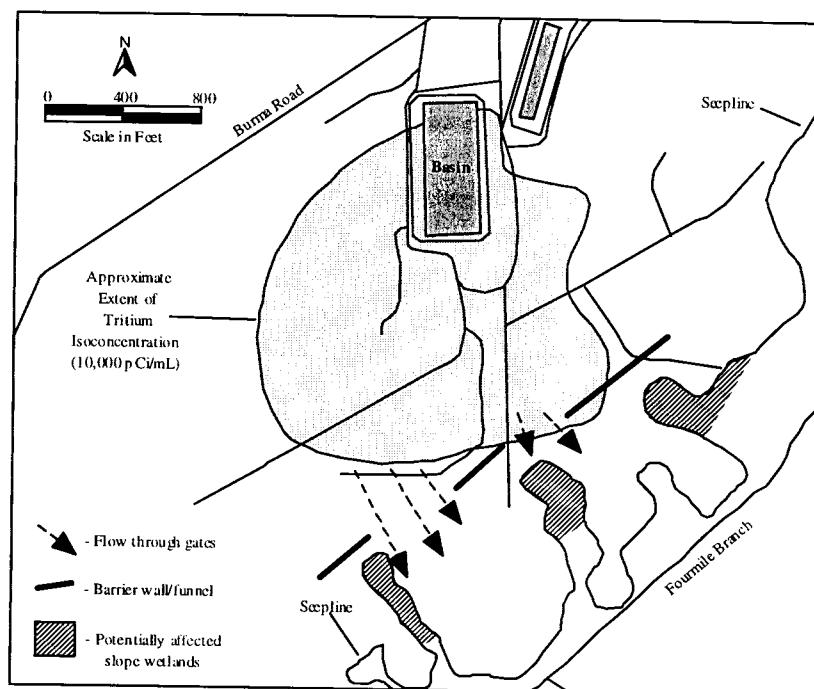 N
0 400 800
Scale in Feet
Burma Road
Seepline
Basin
Approximate
Extent of
Tritium
Isoconcentration
(10,000 pCi/mL)
- Flow through gates
- Barrier wall/funnel
- Potentially affected
slope wetlands
Seepline
Fourmile Branch